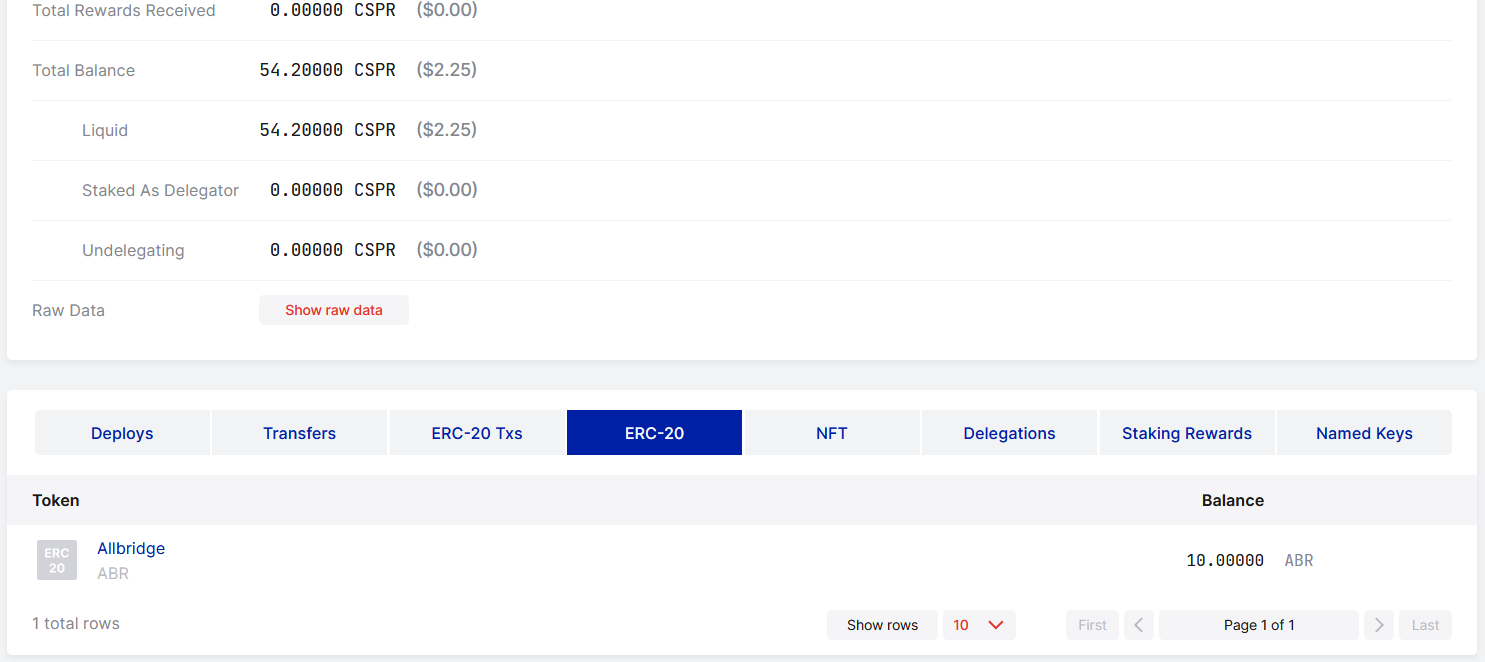 Total Rewards Received 0.00000 CSPR ($0.00)
Total Balance 54.20000 CSPR ($2.25)
Liquid 54.20000 CSPR ($2.25)
Staked As Delegator 0.00000 CSPR ($0.00)
Undelegating 0.00000 CSPR ($0.00)
Raw Data Show raw data
Deploys Transfers ERC-20 Txs ERC-20 NFT Delegations Staking Rewards Named Keys
Token Balance
ERC
20
Allbridge
ABR
10.00000 ABR
1 total rows Show rows 10 First Page 1 of 1 Last